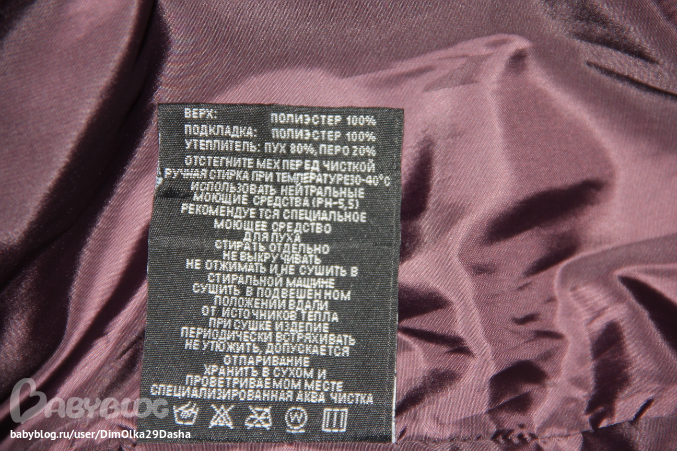 ВЕРХ: ПОЛИЭСТЕР 100%
ПОДКЛАДКА: ПОЛИЭСТЕР 100%
УТЕПЛИТЕЛЬ: ПУХ 80%, ПЕРО 20%
ОТСТЕГНИТЕ МЕХ ПЕРЕД ЧИСТКОЙ
РУЧНАЯ СТИРКА ПРИ ТЕМПЕРАТУРЕ30-40°C
ИСПОЛЬЗОВАТЬ НЕЙТРАЛЬНЫЕ
МОЮЩИЕ СРЕДСТВА (PH-5,5)
РЕКОМЕНДУЕТСЯ СПЕЦИАЛЬНОЕ
МОЮЩЕЕ СРЕДСТВО
ДЛЯ ПУХА
СТИРАТЬ ОТДЕЛЬНО
НЕ ВЫКРУЧИВАТЬ
НЕ ОТЖИМАТЬ И НЕ СУШИТЬ В
СТИРАЛЬНОЙ МАШИНЕ
СУШИТЬ В ПОДВЕШЕННОМ
ПОЛОЖЕНИИ ВДАЛИ
ОТ ИСТОЧНИКОВ ТЕПЛА
ПРИ СУШКЕ ИЗДЕЛИЕ
ПЕРИОДИЧЕСКИ ВСТРЯХИВАТЬ
НЕ УТЮЖИТЬ, ДОПУСКАЕТСЯ
ОТПАРИВАНИЕ
ХРАНИТЬ В СУХОМ И
ПРОВЕТРИВАЕМОМ МЕСТЕ
СПЕЦИАЛИЗИРОВАННАЯ АКВА ЧИСТКА
W
BABYBLOG
babyblog.ru/user/DimOlka29Dasha